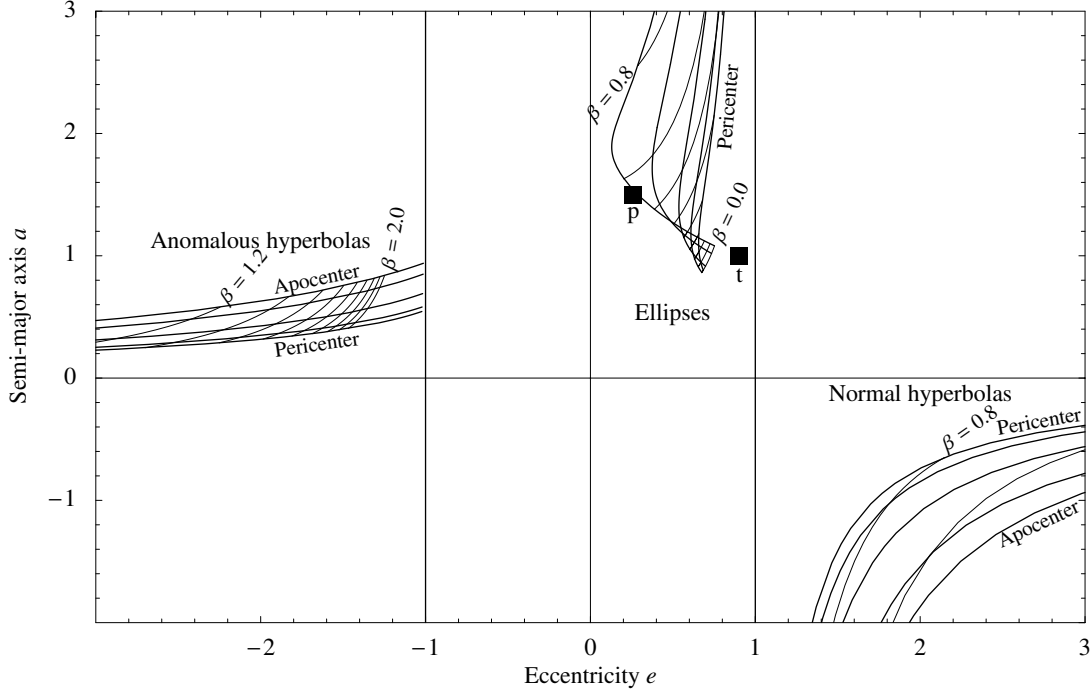 3
2
1
0
−1
Semi-major axis a
β = 0.8
Pericenter
p
β = 0.0
t
Ellipses
Anomalous hyperbolas
β = 2.0
β = 1.2
Apocenter
Pericenter
Normal hyperbolas
β = 0.8
Pericenter
Apocenter
−2
−1
0
1
2
3
Eccentricity e